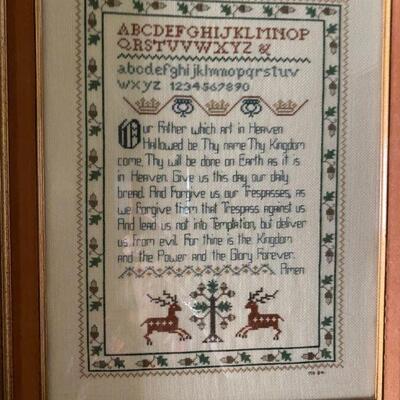 ABCDEFGHIJKLMNOP
QRSTUVWXYZ &
abcdefghijklmnopqrstuv
wxyz 1234567890
Our Father which art in Heaven
Hallowed be Thy name Thy Kingdom
come, Thy will be done on Earth as it is
in Heaven. Give us this day our daily
bread. And Forgive us our Trespasses, as
we Forgive them that Trespass against us.
And lead us not into Temptation, but deliver
us from evil. For thine is the Kingdom
and the Power and the Glory Forever.
Amen